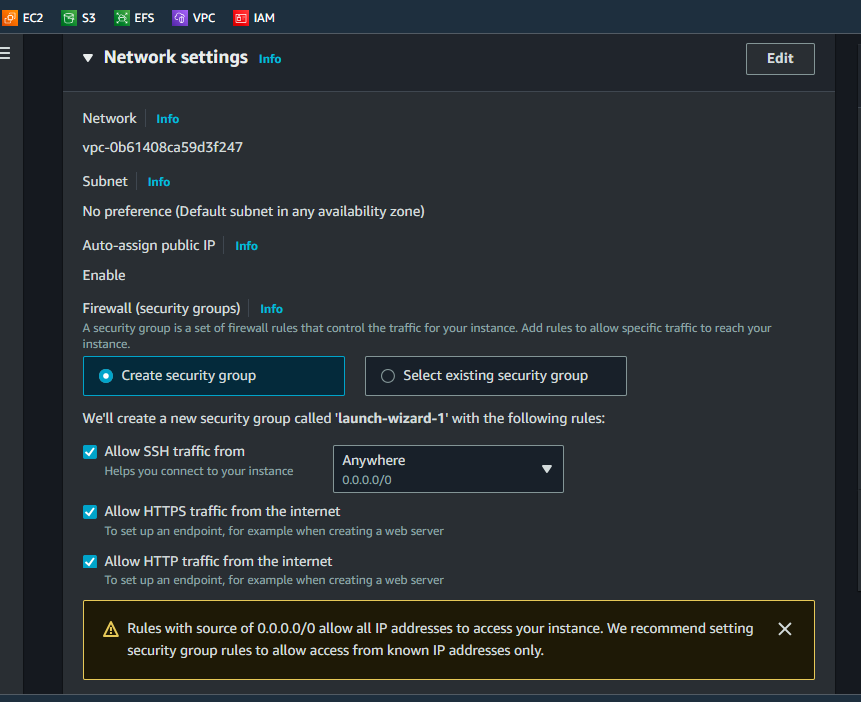 EC2 S3 EFS VPC IAM
Network settings Info Edit
Network Info
vpc-0b61408ca59d3f247
Subnet Info
No preference (Default subnet in any availability zone)
Auto-assign public IP Info
Enable
Firewall (security groups) Info
A security group is a set of firewall rules that control the traffic for your instance. Add rules to allow specific traffic to reach your
instance.
Create security group Select existing security group
We'll create a new security group called 'launch-wizard-1' with the following rules:
Allow SSH traffic from
Helps you connect to your instance
Anywhere
0.0.0.0/0
Allow HTTPS traffic from the internet
To set up an endpoint, for example when creating a web server
Allow HTTP traffic from the internet
To set up an endpoint, for example when creating a web server
Rules with source of 0.0.0.0/0 allow all IP addresses to access your instance. We recommend setting
security group rules to allow access from known IP addresses only.